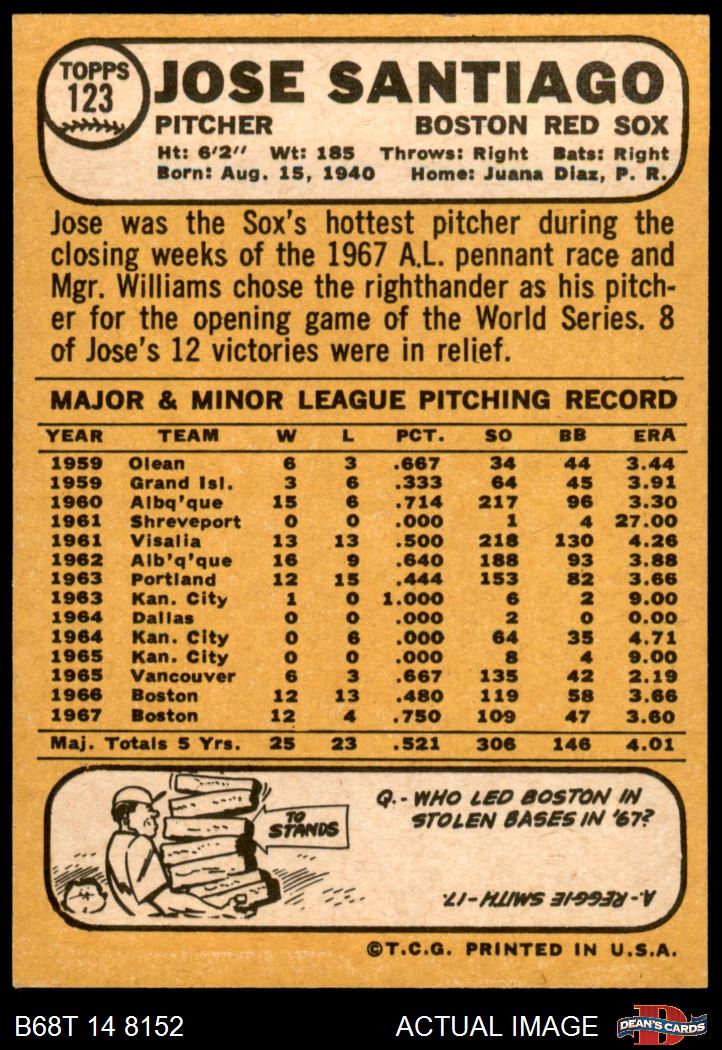 TOPPS
123
JOSE SANTIAGO
PITCHER BOSTON RED SOX
Ht: 6'2" Wt: 185 Throws: Right Bats: Right
Born: Aug. 15, 1940 Home: Juana Diaz, P. R.
Jose was the Sox's hottest pitcher during the
closing weeks of the 1967 A.L. pennant race and
Mgr. Williams chose the righthander as his pitch-
er for the opening game of the World Series. 8
of Jose's 12 victories were in relief.
MAJOR & MINOR LEAGUE PITCHING RECORD
YEAR TEAM W L PCT. SO BB ERA
1959 Olean 6 3 .667 34 44 3.44
1959 Grand Isl. 3 6 .333 64 45 3.91
1960 Albq'que 15 6 .714 217 96 3.30
1961 Shreveport 0 0 .000 1 4 27.00
1961 Visalia 13 13 .500 218 130 4.26
1962 Alb'q'que 16 9 .640 188 93 3.88
1963 Portland 12 15 .444 153 82 3.66
1963 Kan. City 1 0 1.000 6 2 9.00
1964 Dallas 0 0 .000 2 0 0.00
1964 Kan. City 0 6 .000 64 35 4.71
1965 Kan. City 0 0 .000 8 4 9.00
1965 Vancouver 6 3 .667 135 42 2.19
1966 Boston 12 13 .480 119 58 3.66
1967 Boston 12 4 .750 109 47 3.60
Maj. Totals 5 Yrs. 25 23 .521 306 146 4.01
TO
STANDS
Q.-WHO LED BOSTON IN
STOLEN BASES IN '67?
A.-REGGIE SMITH-17.
©T.C.G. PRINTED IN U.S.A.
B68T 14 8152 ACTUAL IMAGE
D
DEAN'S CARDS